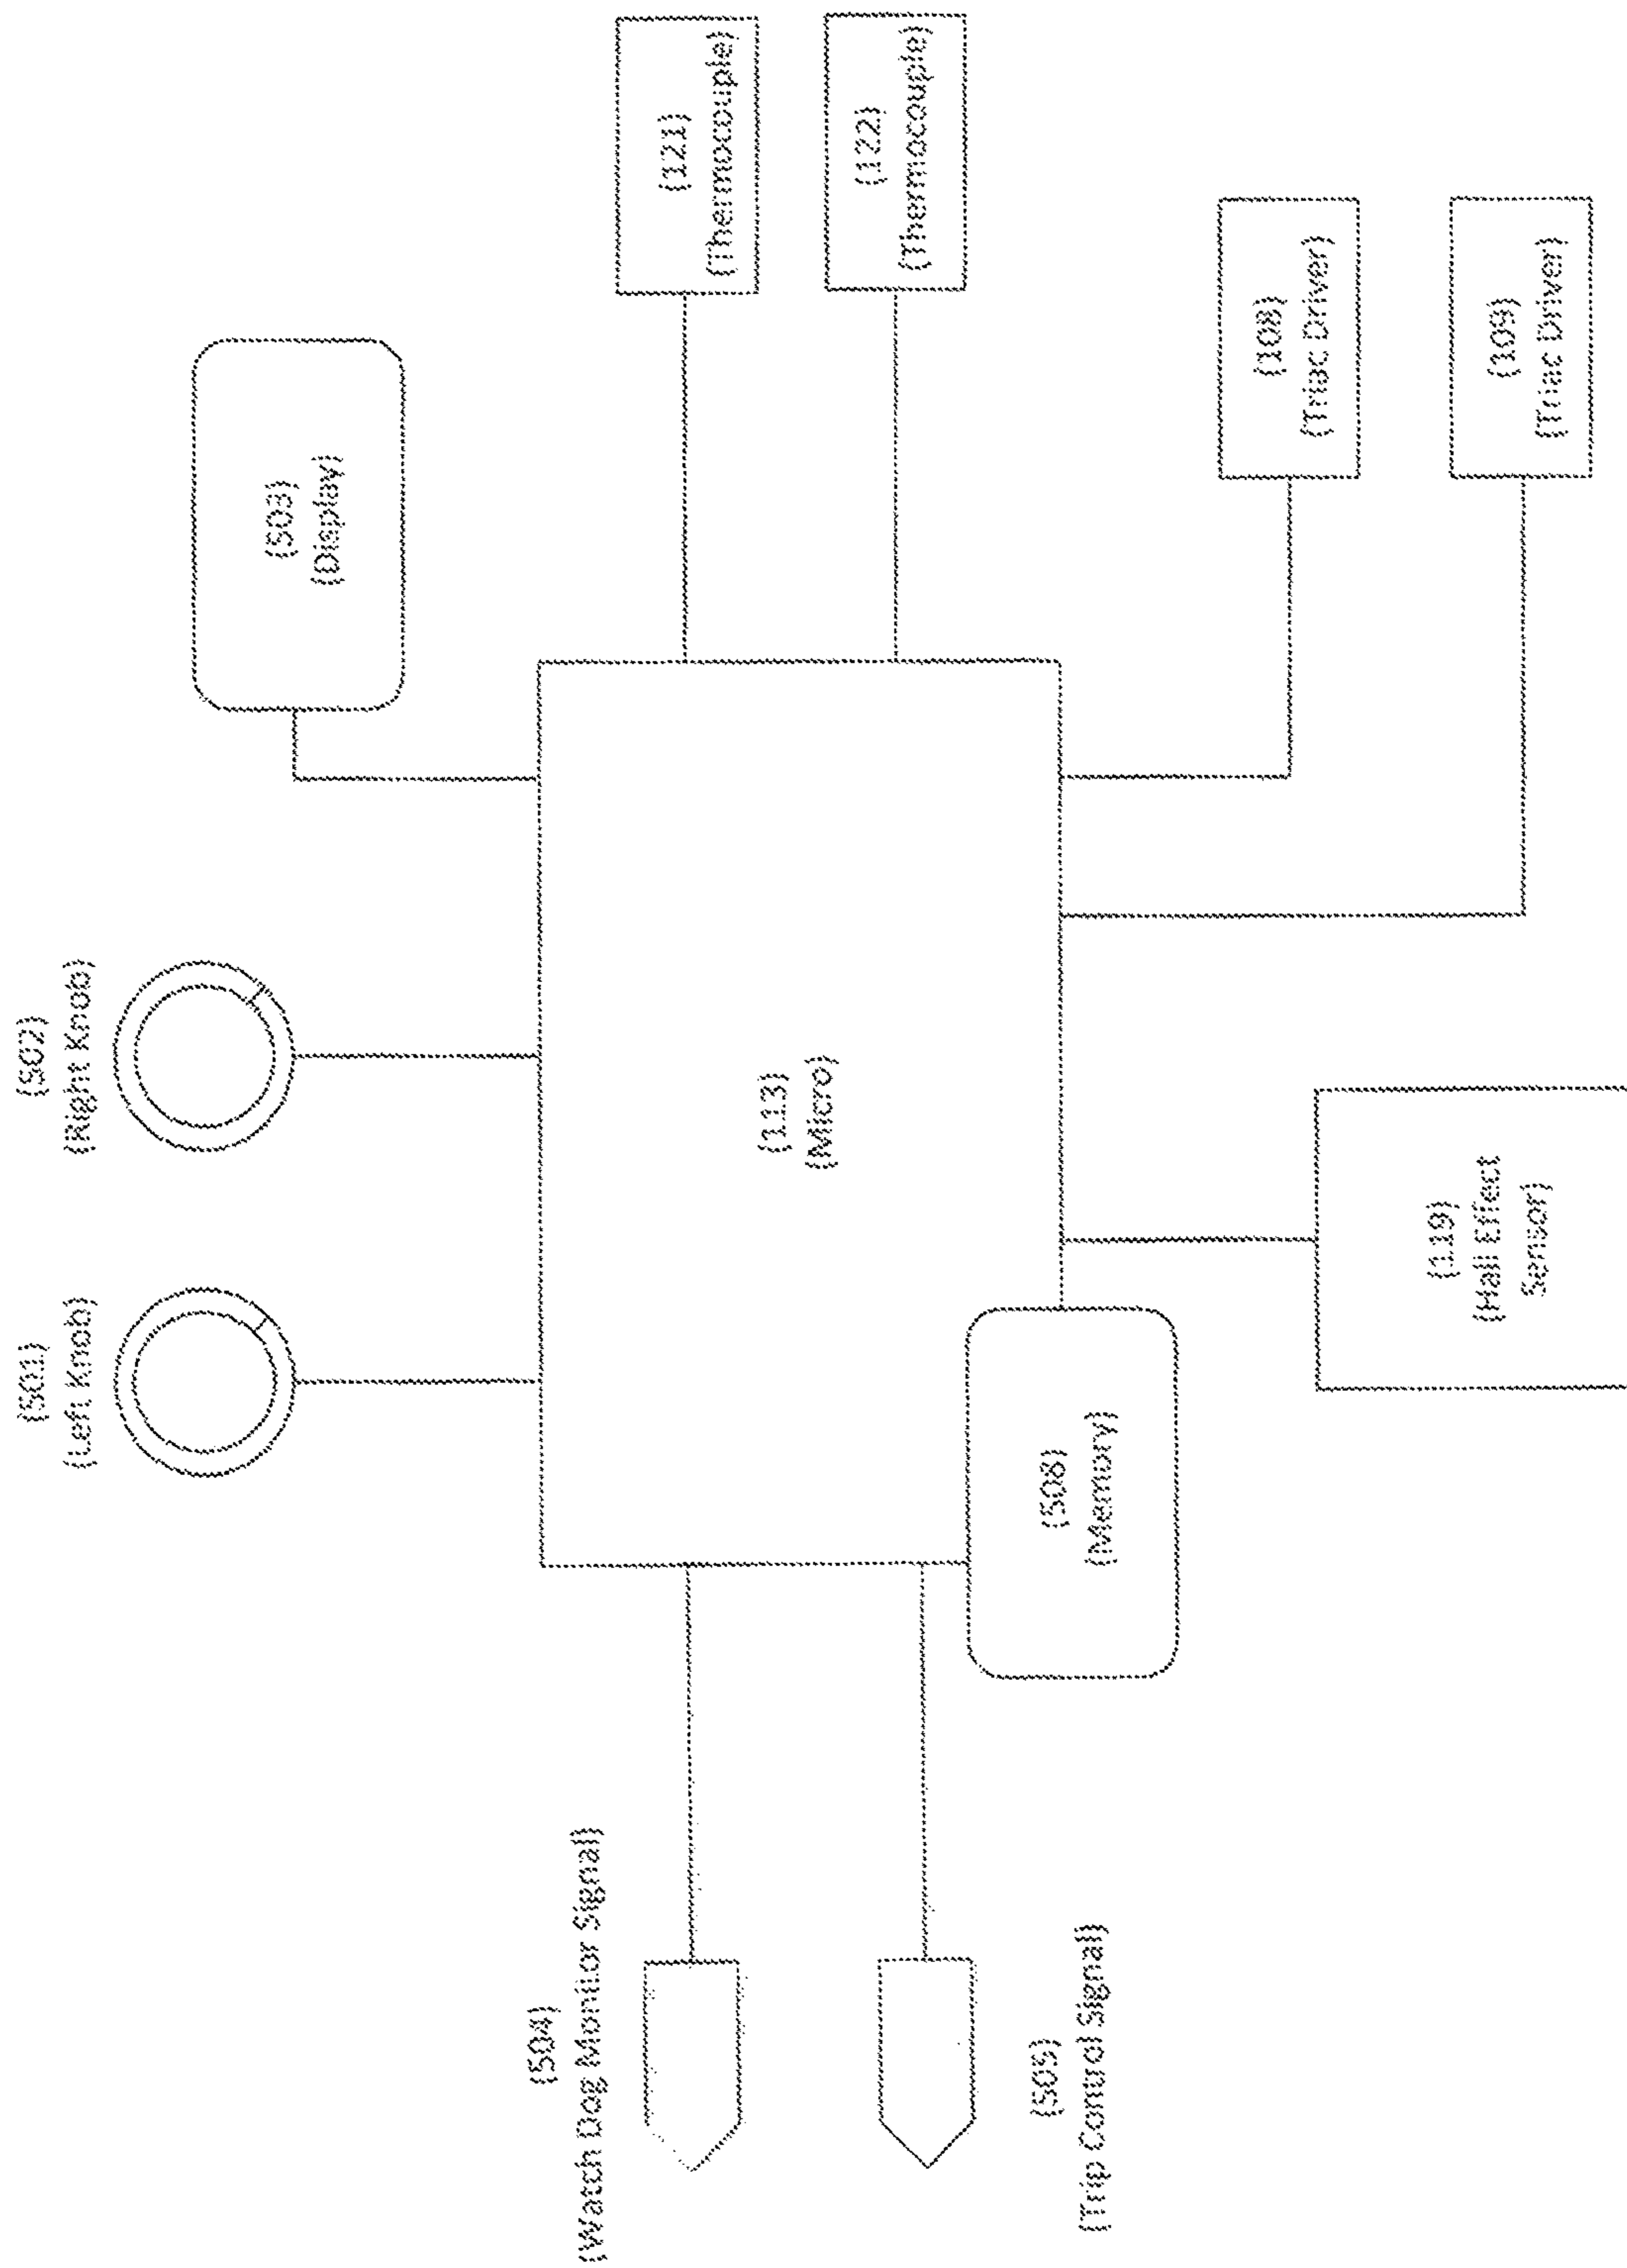 (501)
(Left Knob)
(502)
(Right Knob)
(503)
(Display)
(504)
(Watch Dog Monitor Signal)
(113)
(Micro)
(121)
(Thermocouple)
(122)
(Thermocouple)
(505)
(Trip Control Signal)
(508)
(Memory)
(119)
(Hall Effect
Sensor)
(108)
(Triac Driver)
(109)
(Triac Driver)